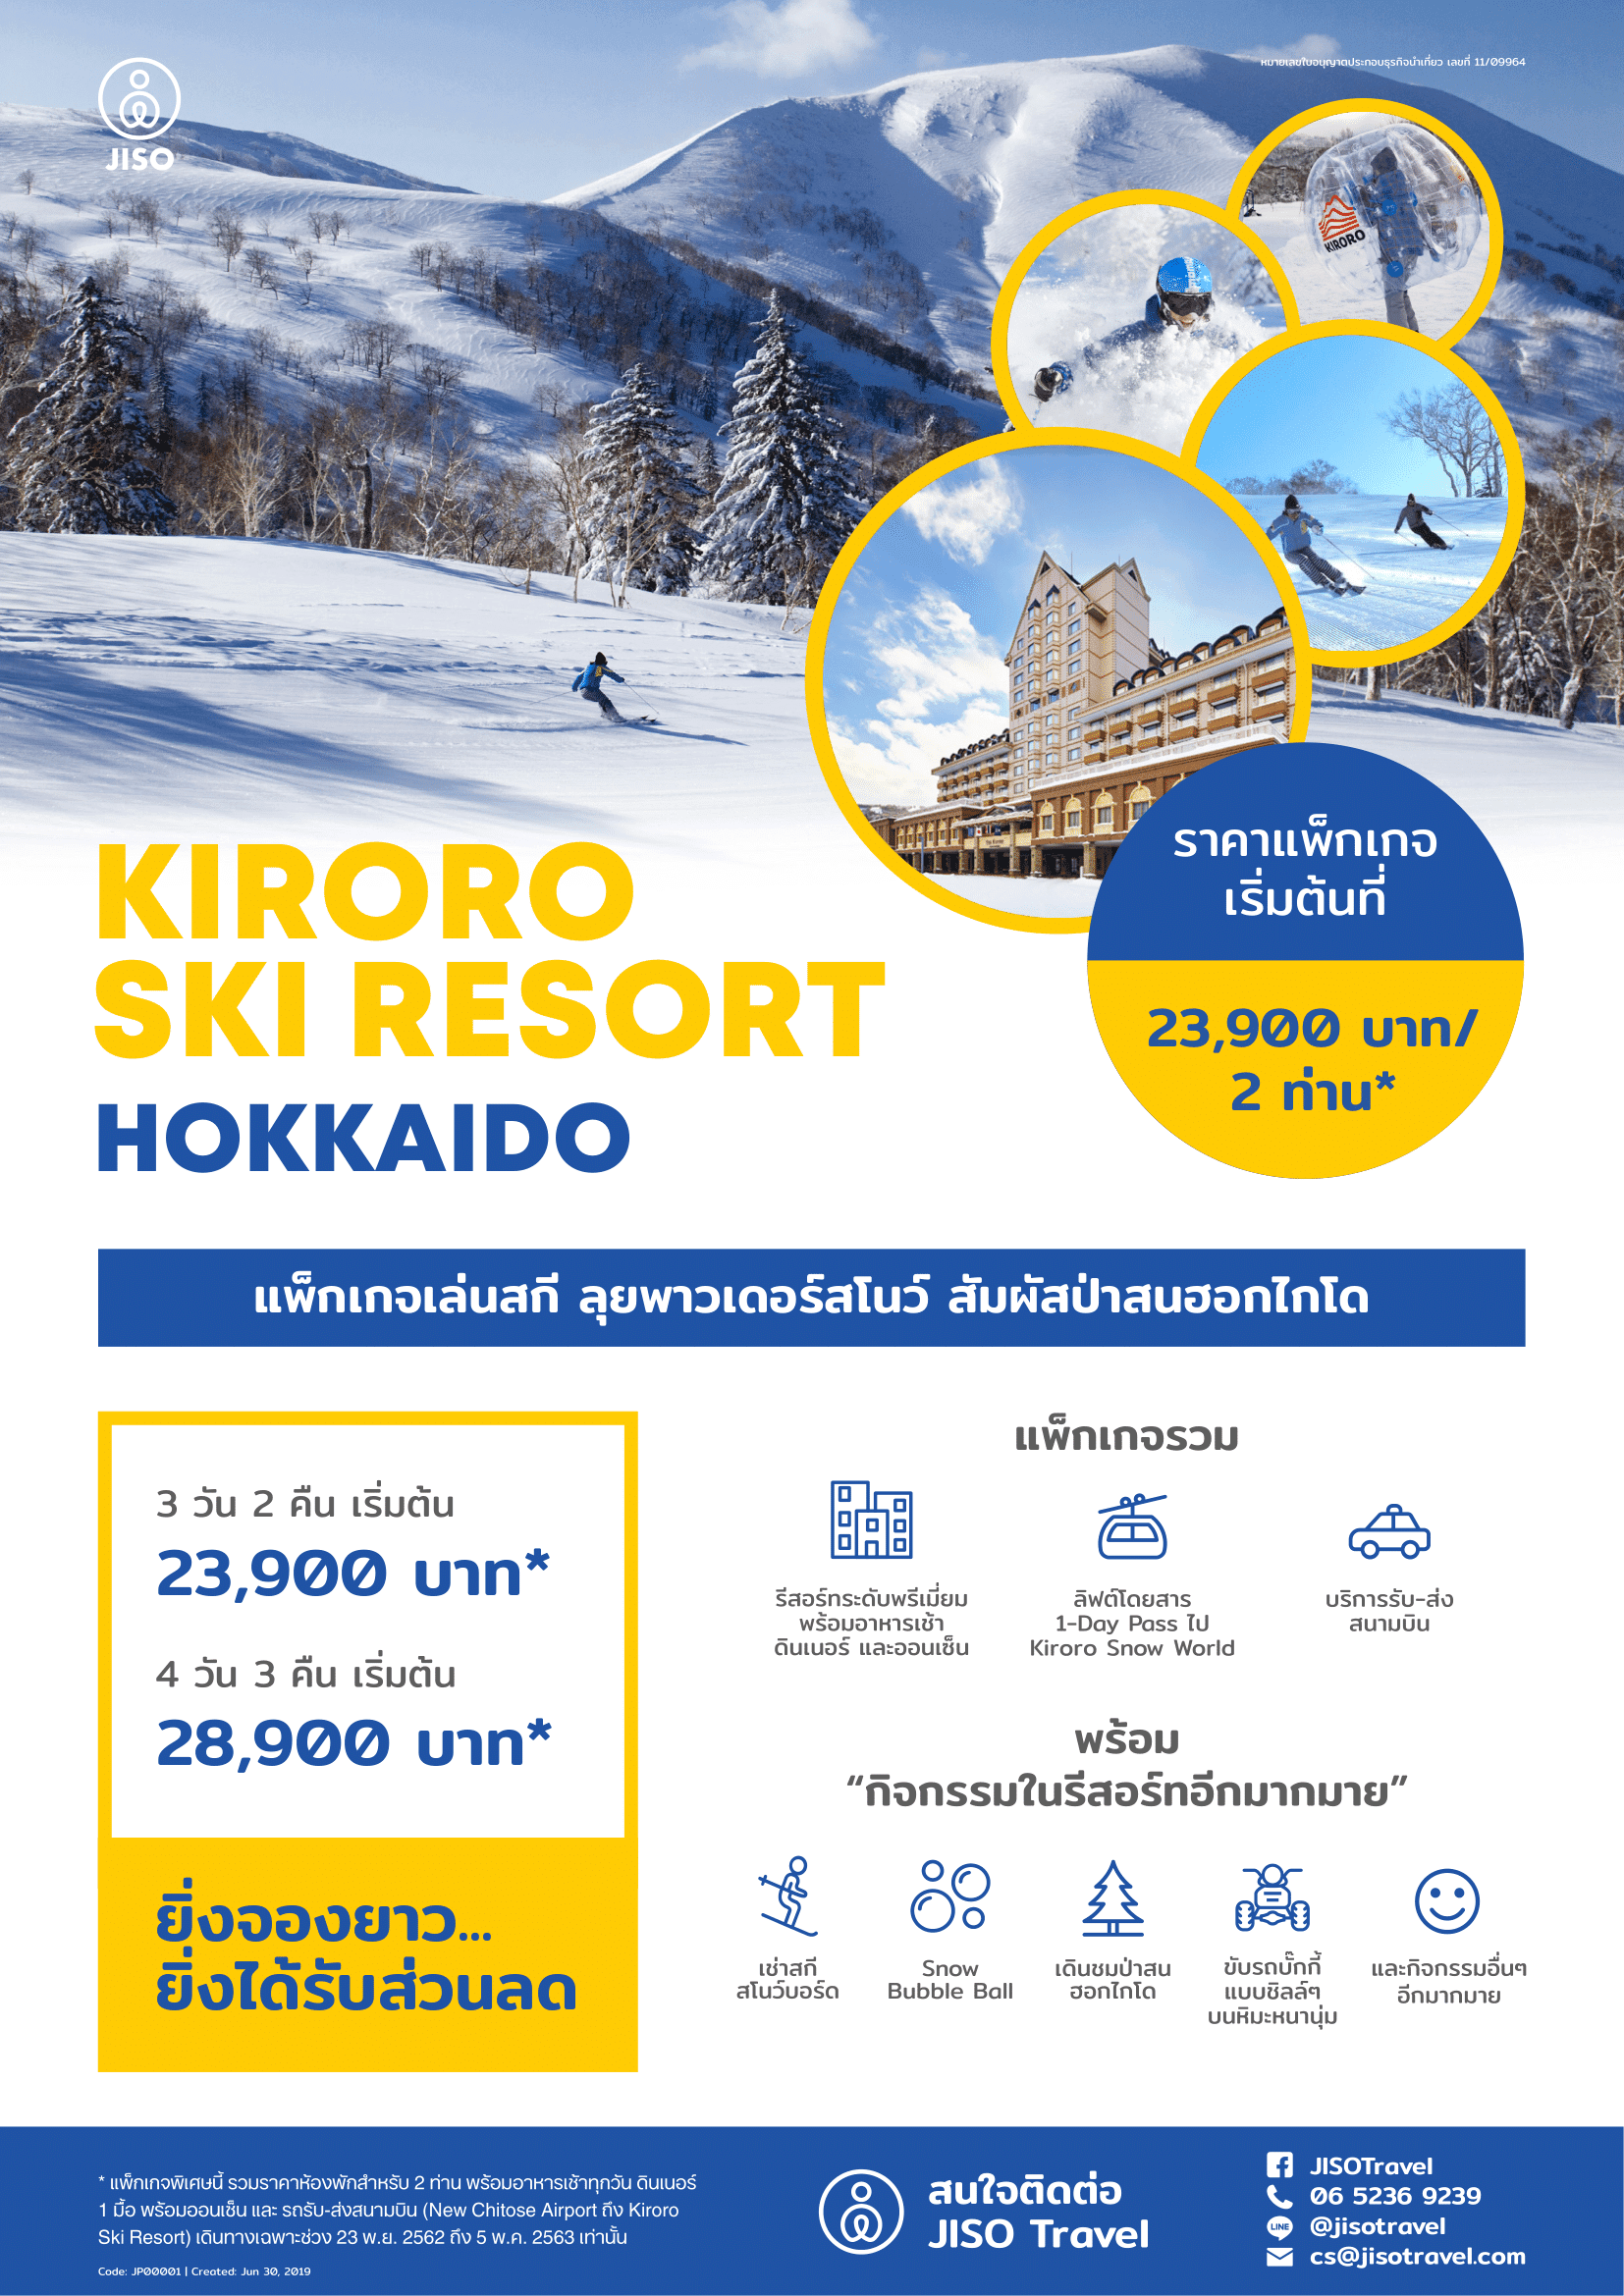 JISO
หมายเลขใบอนุญาตประกอบธุรกิจนำเที่ยว เลขที่ 11/09964
KIRORO
KIRORO
SKI RESORT
HOKKAIDO
ราคาแพ็กเกจ
เริ่มต้นที่
23,900 บาท/
2 ท่าน*
แพ็กเกจเล่นสกี ลุยพาวเดอร์สโนว์ สัมผัสป่าสนฮอกไกโด
3 วัน 2 คืน เริ่มต้น
23,900 บาท*
4 วัน 3 คืน เริ่มต้น
28,900 บาท*
ยิ่งจองยาว...
ยิ่งได้รับส่วนลด
แพ็กเกจรวม
รีสอร์ทระดับพรีเมี่ยม
พร้อมอาหารเช้า
ดินเนอร์ และออนเซ็น
ลิฟต์โดยสาร
1-Day Pass ไป
Kiroro Snow World
บริการรับ-ส่ง
สนามบิน
พร้อม
“กิจกรรมในรีสอร์ทอีกมากมาย”
เช่าสกี
สโนว์บอร์ด
Snow
Bubble Ball
เดินชมป่าสน
ฮอกไกโด
ขับรถบั๊กกี้
แบบชิลล์ๆ
บนหิมะหนานุ่ม
และกิจกรรมอื่นๆ
อีกมากมาย
* แพ็กเกจพิเศษนี้ รวมราคาห้องพักสำหรับ 2 ท่าน พร้อมอาหารเช้าทุกวัน ดินเนอร์
1 มื้อ พร้อมออนเซ็น และ รถรับ-ส่งสนามบิน (New Chitose Airport ถึง Kiroro
Ski Resort) เดินทางเฉพาะช่วง 23 พ.ย. 2562 ถึง 5 พ.ค. 2563 เท่านั้น
Code: JP00001 | Created: Jun 30, 2019
สนใจติดต่อ
JISO Travel
JISOTravel
06 5236 9239
LINE @jisotravel
cs@jisotravel.com